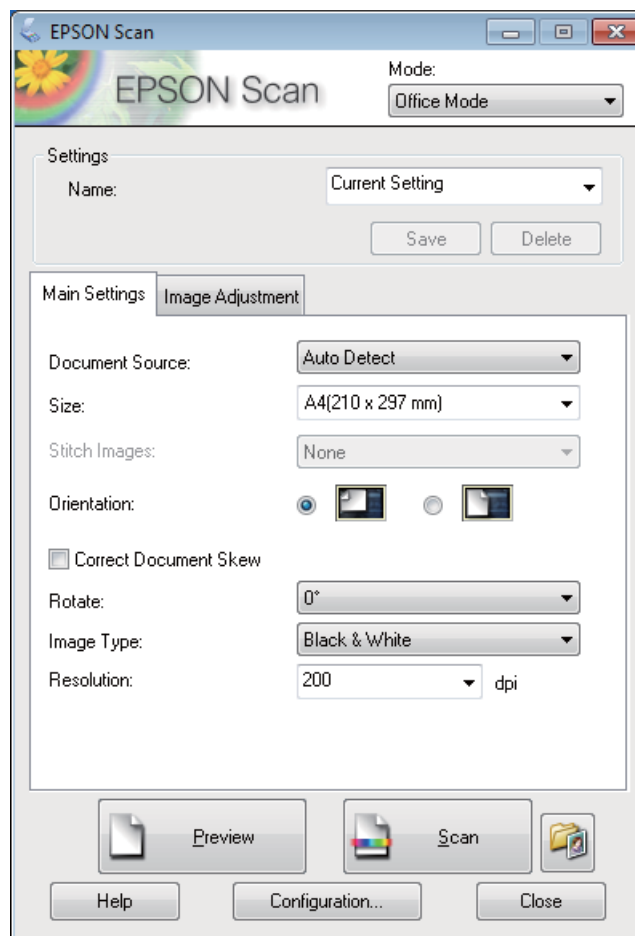 EPSON Scan
EPSON Scan
Mode:
Office Mode
Settings
Name:
Current Setting
Save
Delete
Main Settings
Image Adjustment
Document Source:
Auto Detect
Size:
A4(210 x 297 mm)
Stitch Images:
None
Orientation:
Correct Document Skew
Rotate:
0°
Image Type:
Black & White
Resolution:
200
dpi
Preview
Scan
Help
Configuration...
Close